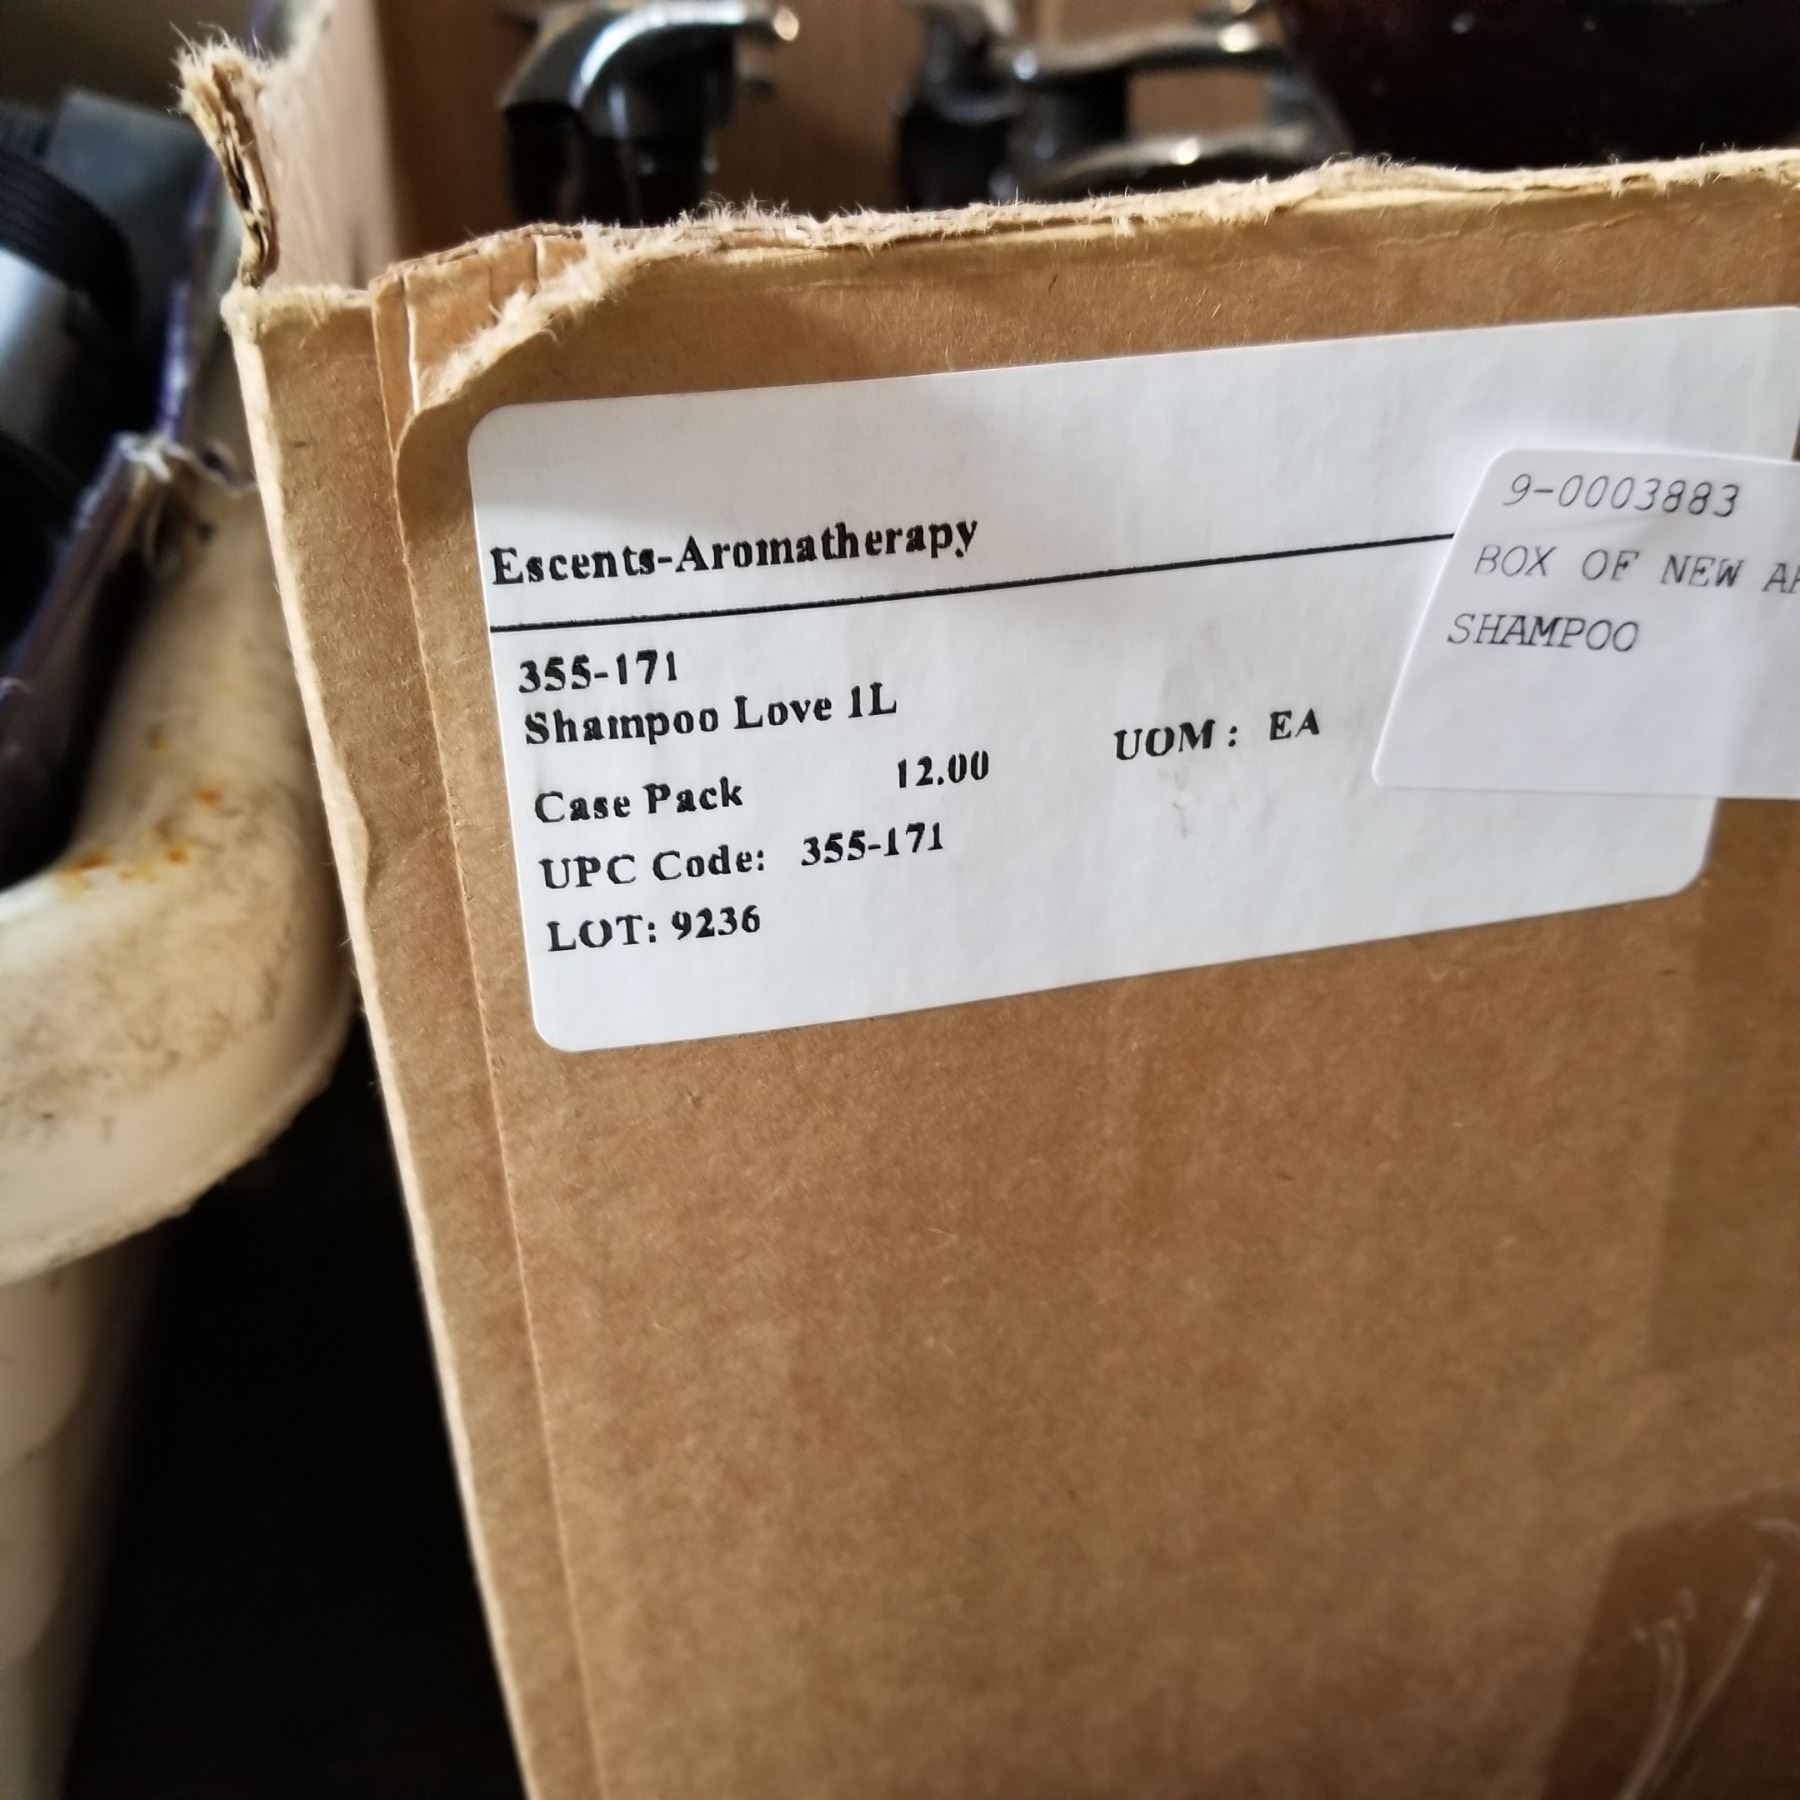 Escents-Aromatherapy
355-171
Shampoo Love 1L
Case Pack 12.00 UOM: EA
UPC Code: 355-171
LOT: 9236
9-0003883
BOX OF NEW
SHAMPOO